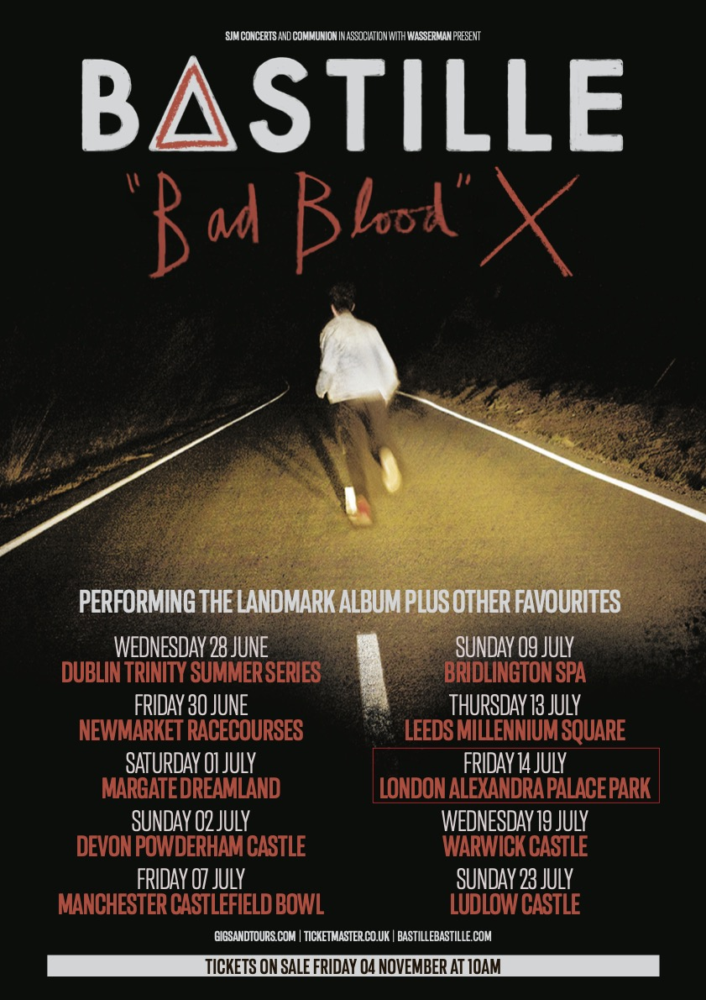 SJM CONCERTS AND COMMUNION IN ASSOCIATION WITH WASSERMAN PRESENT
BASTILLE
"Bad Blood" X
PERFORMING THE LANDMARK ALBUM PLUS OTHER FAVOURITES
WEDNESDAY 28 JUNE
DUBLIN TRINITY SUMMER SERIES
FRIDAY 30 JUNE
NEWMARKET RACECOURSES
SATURDAY 01 JULY
MARGATE DREAMLAND
SUNDAY 02 JULY
DEVON POWDERHAM CASTLE
FRIDAY 07 JULY
MANCHESTER CASTLEFIELD BOWL
SUNDAY 09 JULY
BRIDLINGTON SPA
THURSDAY 13 JULY
LEEDS MILLENNIUM SQUARE
FRIDAY 14 JULY
LONDON ALEXANDRA PALACE PARK
WEDNESDAY 19 JULY
WARWICK CASTLE
SUNDAY 23 JULY
LUDLOW CASTLE
GIGSANDTOURS.COM | TICKETMASTER.CO.UK | BASTILLEBASTILLE.COM
TICKETS ON SALE FRIDAY 04 NOVEMBER AT 10AM